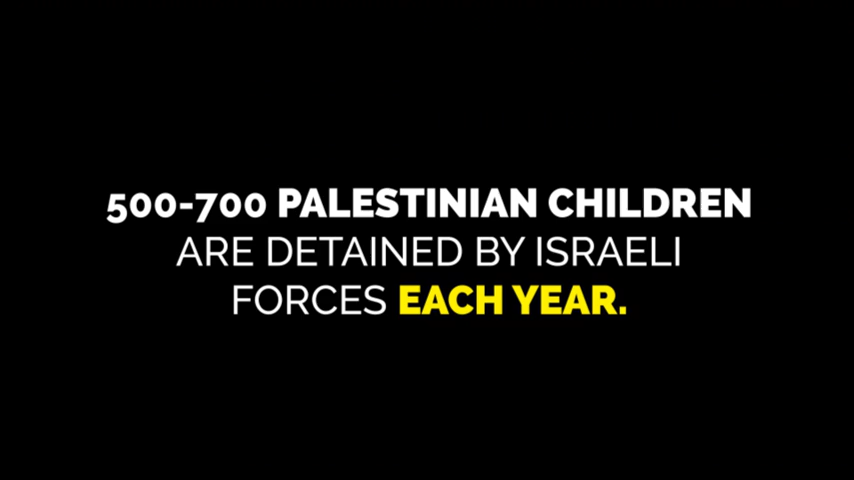 500-700 PALESTINIAN CHILDREN
ARE DETAINED BY ISRAELI
FORCES EACH YEAR.